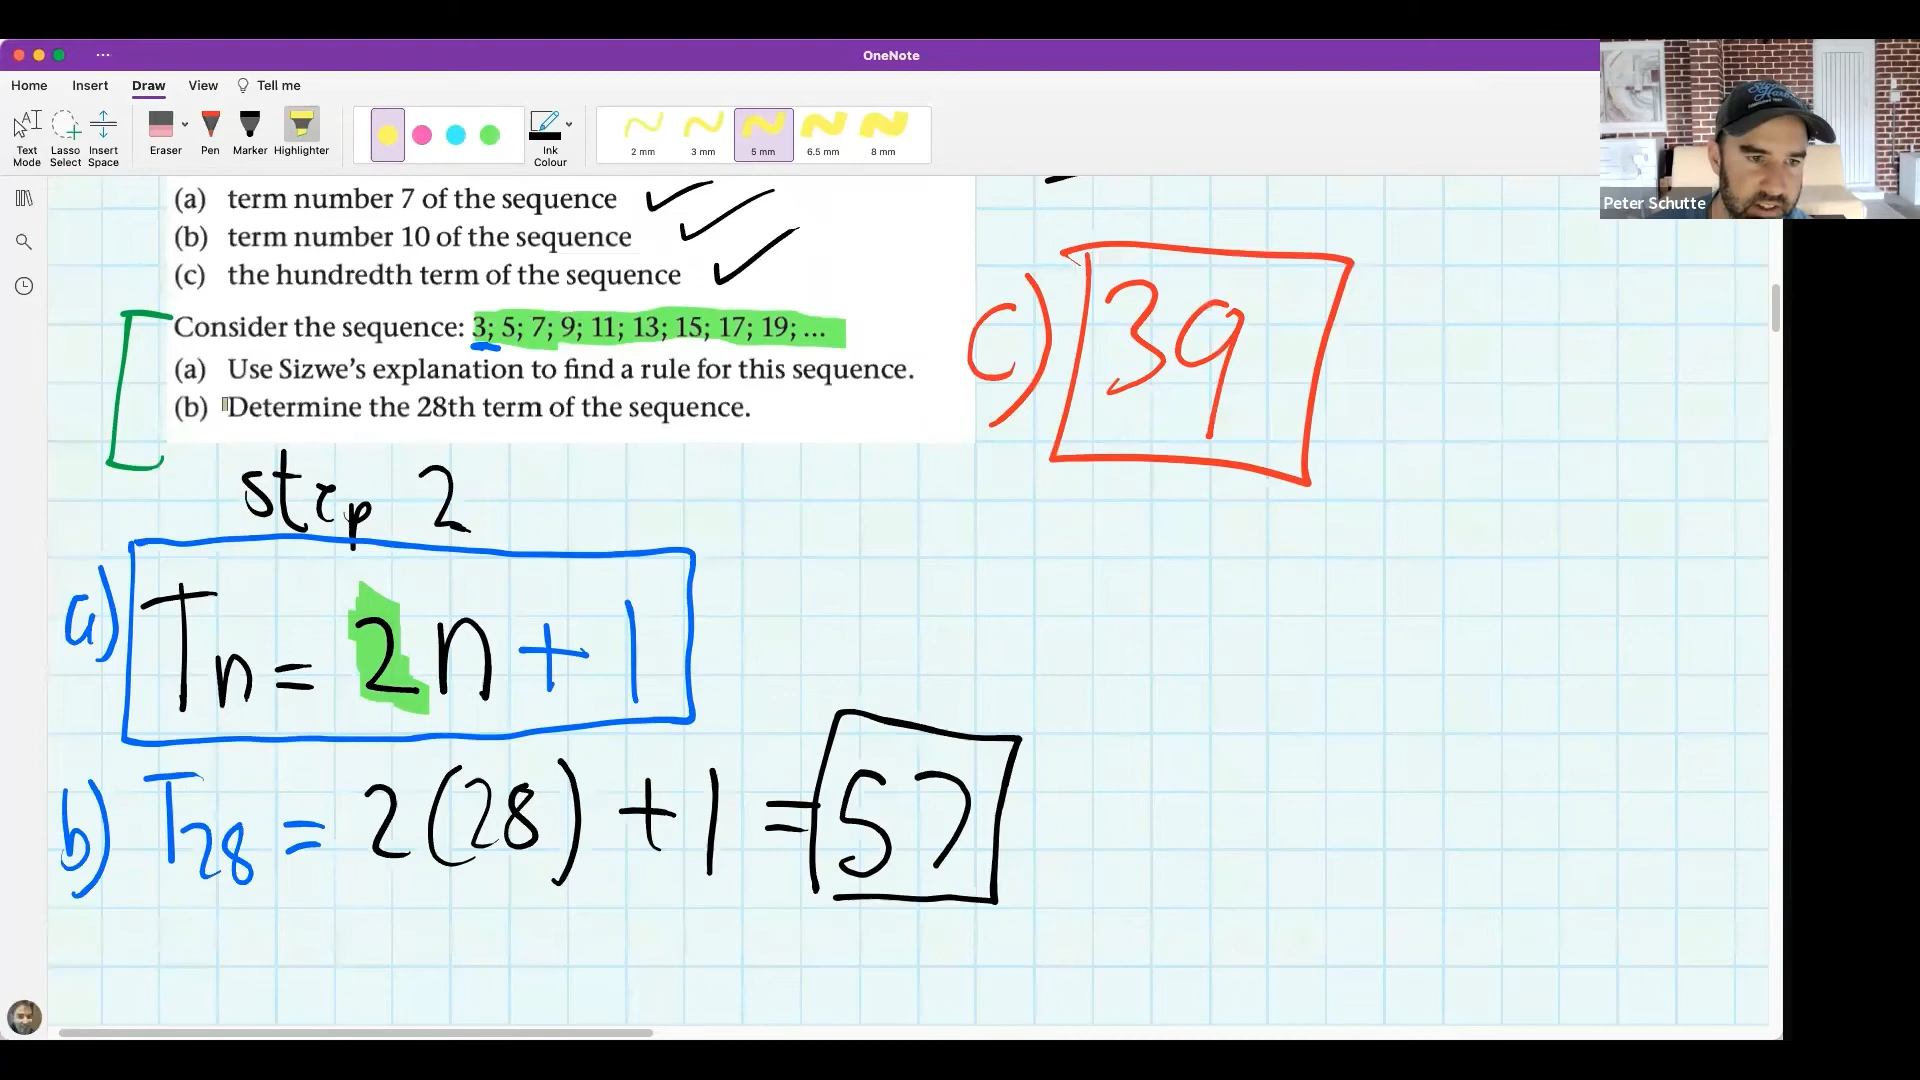 OneNote
Home Insert Draw View Tell me
Text Mode Lasso Select Insert Space Eraser Pen Marker Highlighter Ink Colour 2 mm 3 mm 5 mm 6.5 mm 8 mm
Peter Schutte
(a) term number 7 of the sequence
(b) term number 10 of the sequence
(c) the hundredth term of the sequence
Consider the sequence: 3; 5; 7; 9; 11; 13; 15; 17; 19; ...
(a) Use Sizwe's explanation to find a rule for this sequence.
(b) Determine the 28th term of the sequence.
c) 39
step 2
a) Tn = 2n + 1
b) T28 = 2(28) + 1 = 57